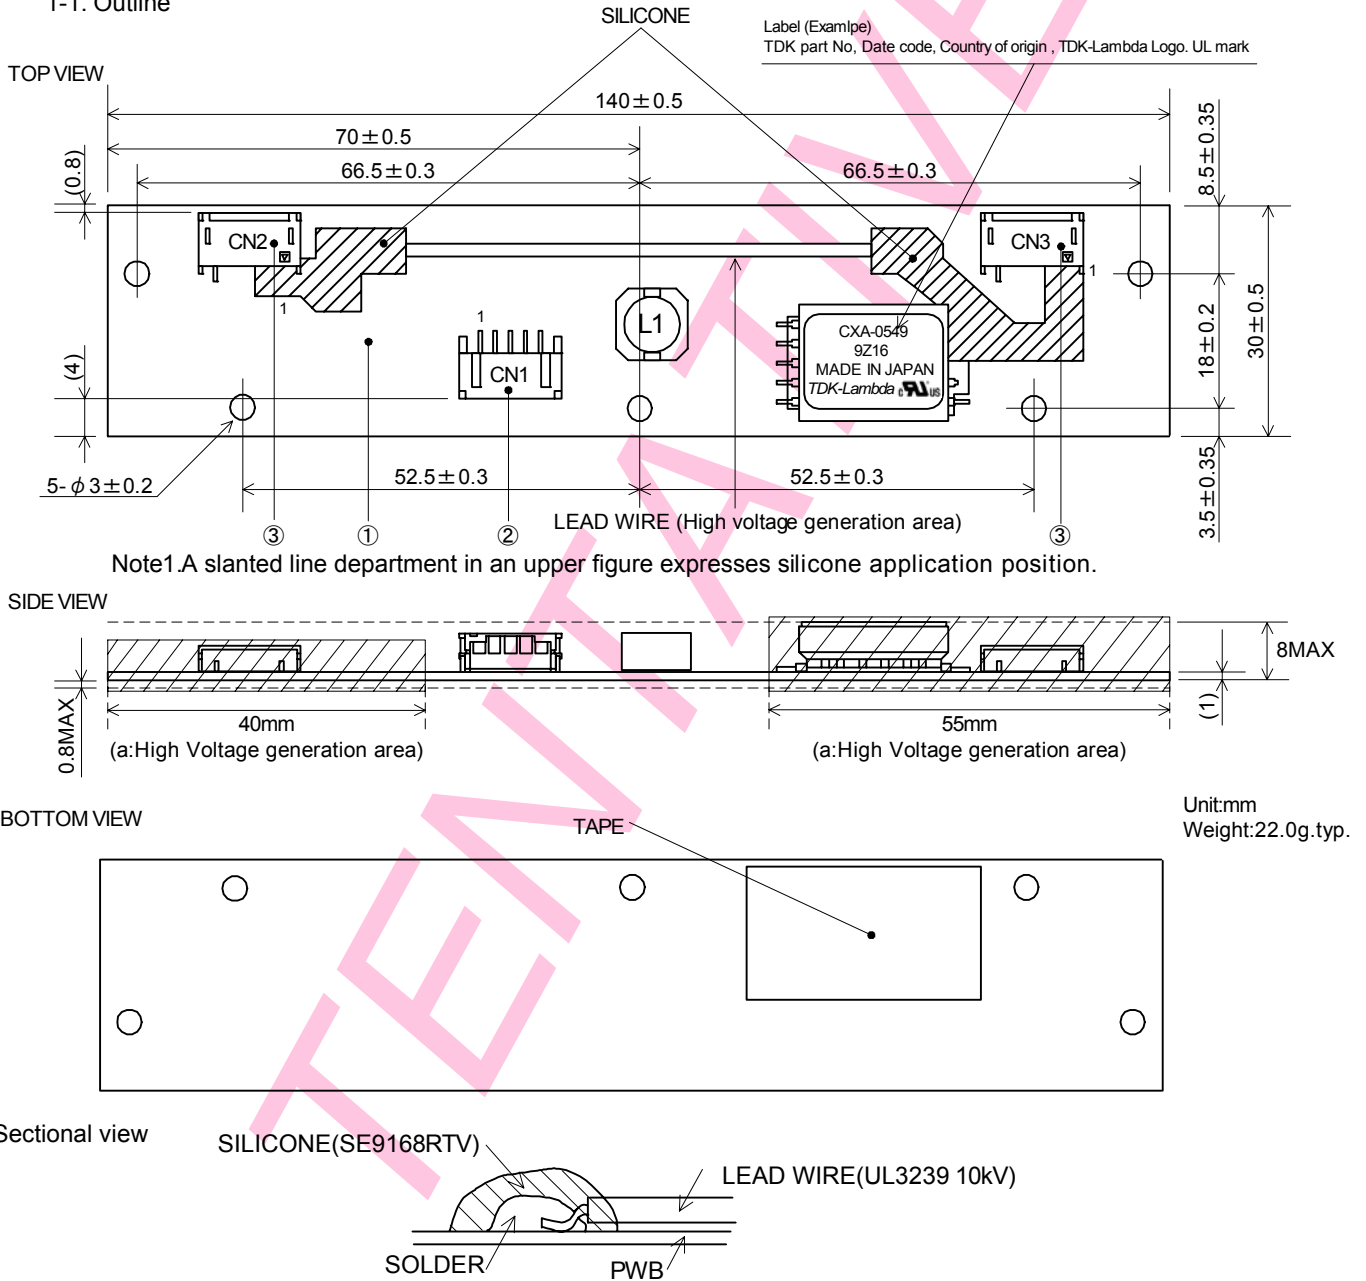 1-1. Outline
SILICONE
Label (Examlpe)
TDK part No, Date code, Country of origin , TDK-Lambda Logo. UL mark
TOP VIEW
140±0.5
70±0.5
66.5±0.3
66.5±0.3
(0.8)
8.5±0.35
CN2
CN3
1
1
L1
1
CN1
CXA-0549
9Z16
MADE IN JAPAN
TDK-Lambda c RU US
18±0.2
30±0.5
(4)
3.5±0.35
5-φ3±0.2
52.5±0.3
52.5±0.3
LEAD WIRE (High voltage generation area)
③
①
②
③
Note1.A slanted line department in an upper figure expresses silicone application position.
SIDE VIEW
8MAX
(1)
0.8MAX
40mm
55mm
(a:High Voltage generation area)
(a:High Voltage generation area)
Unit:mm
Weight:22.0g.typ.
BOTTOM VIEW
TAPE
Sectional view
SILICONE(SE9168RTV)
LEAD WIRE(UL3239 10kV)
SOLDER
PWB
TENTATIVE